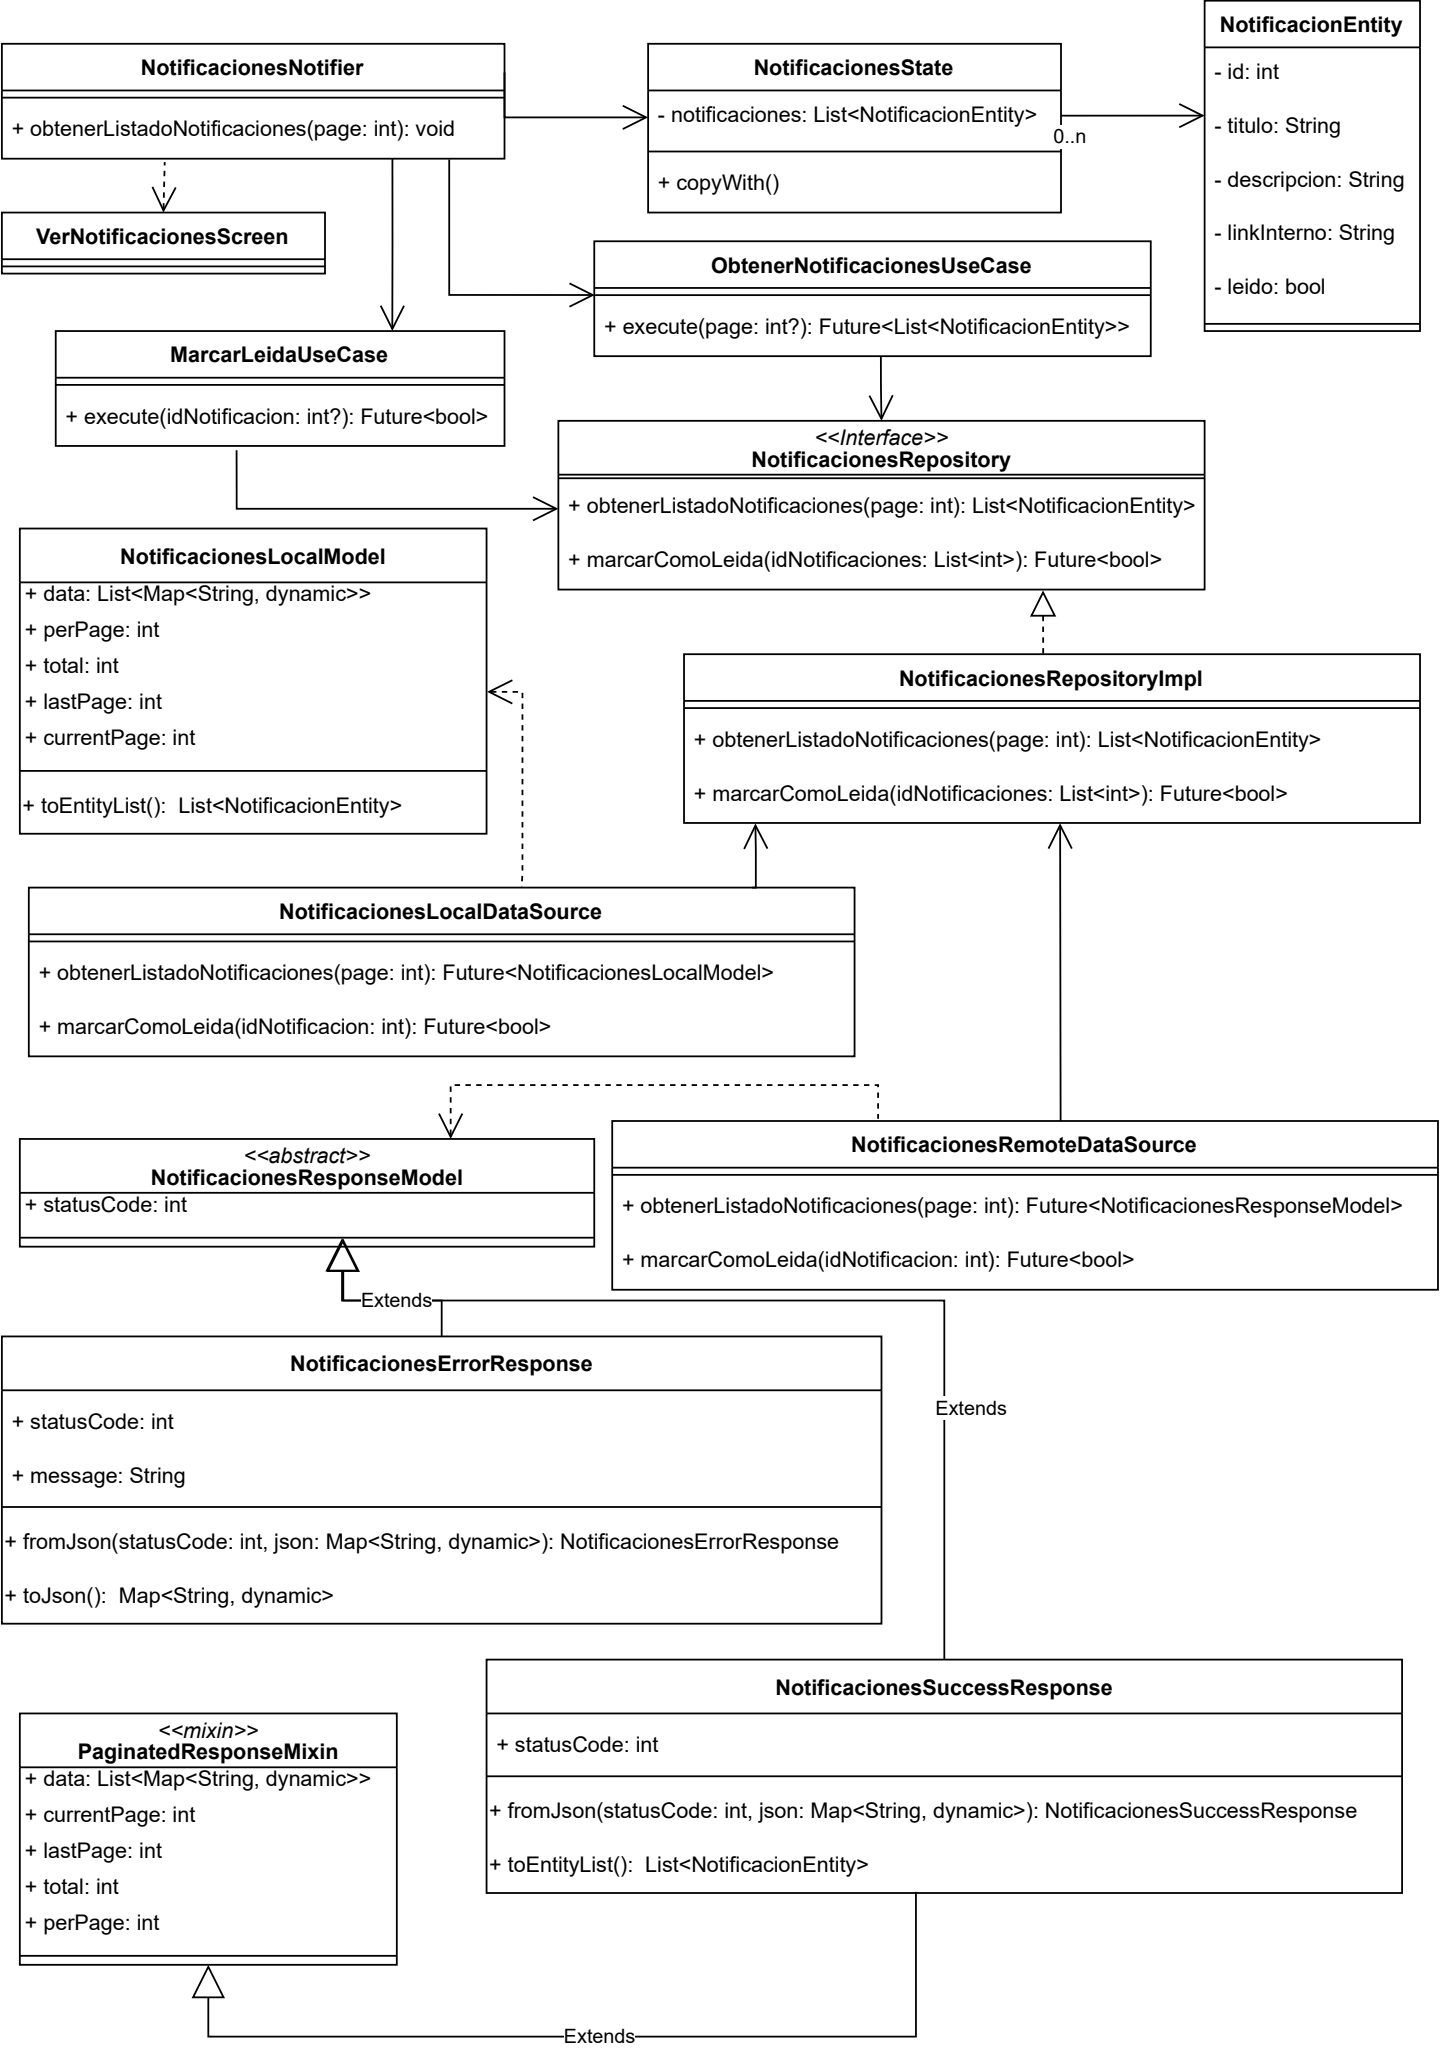 NotificacionEntity
- id: int
- titulo: String
- descripcion: String
- linkInterno: String
- leido: bool
NotificacionesNotifier
+ obtenerListadoNotificaciones(page: int): void
NotificacionesState
- notificaciones: List<NotificacionEntity>
+ copyWith()
0..n
VerNotificacionesScreen
ObtenerNotificacionesUseCase
+ execute(page: int?): Future<List<NotificacionEntity>>
MarcarLeidaUseCase
+ execute(idNotificacion: int?): Future<bool>
<<Interface>>
NotificacionesRepository
+ obtenerListadoNotificaciones(page: int): List<NotificacionEntity>
+ marcarComoLeida(idNotificaciones: List<int>): Future<bool>
NotificacionesLocalModel
+ data: List<Map<String, dynamic>>
+ perPage: int
+ total: int
+ lastPage: int
+ currentPage: int
+ toEntityList():  List<NotificacionEntity>
NotificacionesRepositoryImpl
+ obtenerListadoNotificaciones(page: int): List<NotificacionEntity>
+ marcarComoLeida(idNotificaciones: List<int>): Future<bool>
NotificacionesLocalDataSource
+ obtenerListadoNotificaciones(page: int): Future<NotificacionesLocalModel>
+ marcarComoLeida(idNotificacion: int): Future<bool>
<<abstract>>
NotificacionesResponseModel
+ statusCode: int
NotificacionesRemoteDataSource
+ obtenerListadoNotificaciones(page: int): Future<NotificacionesResponseModel>
+ marcarComoLeida(idNotificacion: int): Future<bool>
Extends
NotificacionesErrorResponse
+ statusCode: int
+ message: String
+ fromJson(statusCode: int, json: Map<String, dynamic>): NotificacionesErrorResponse
+ toJson():  Map<String, dynamic>
Extends
NotificacionesSuccessResponse
+ statusCode: int
+ fromJson(statusCode: int, json: Map<String, dynamic>): NotificacionesSuccessResponse
+ toEntityList():  List<NotificacionEntity>
<<mixin>>
PaginatedResponseMixin
+ data: List<Map<String, dynamic>>
+ currentPage: int
+ lastPage: int
+ total: int
+ perPage: int
Extends